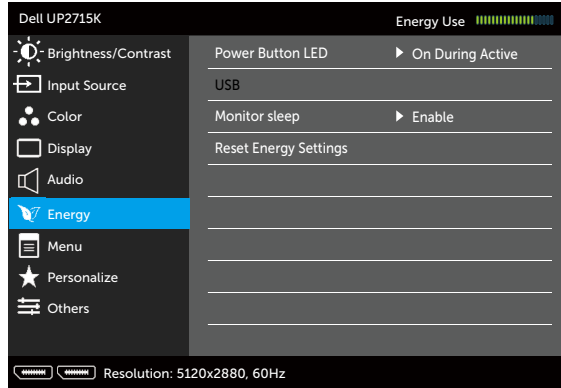 Dell UP2715K
Energy Use
Brightness/Contrast
Power Button LED
On During Active
Input Source
USB
Color
Monitor sleep
Enable
Display
Reset Energy Settings
Audio
Energy
Menu
Personalize
Others
Resolution: 5120x2880, 60Hz